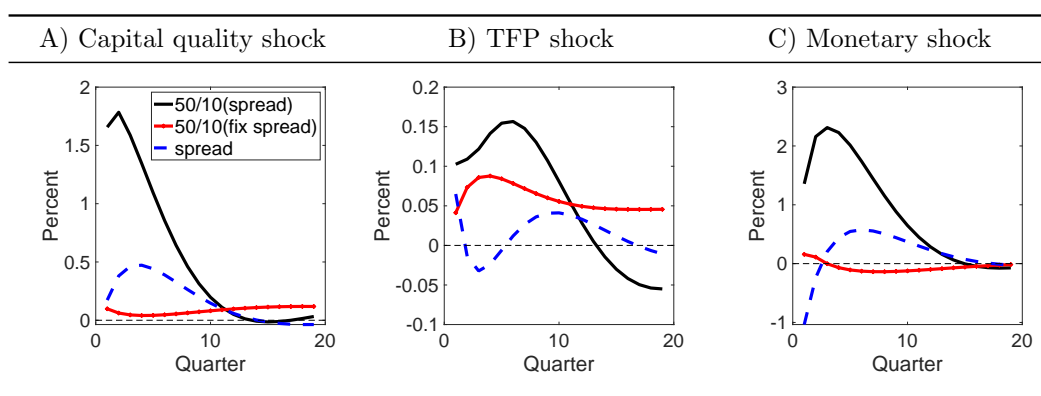 A) Capital quality shock
B) TFP shock
C) Monetary shock
2
1.5
1
0.5
0
Percent
50/10(spread)
50/10(fix spread)
spread
0
10
20
Quarter
0.2
0.15
0.1
0.05
0
-0.05
-0.1
Percent
0
10
20
Quarter
3
2
1
0
-1
Percent
0
10
20
Quarter